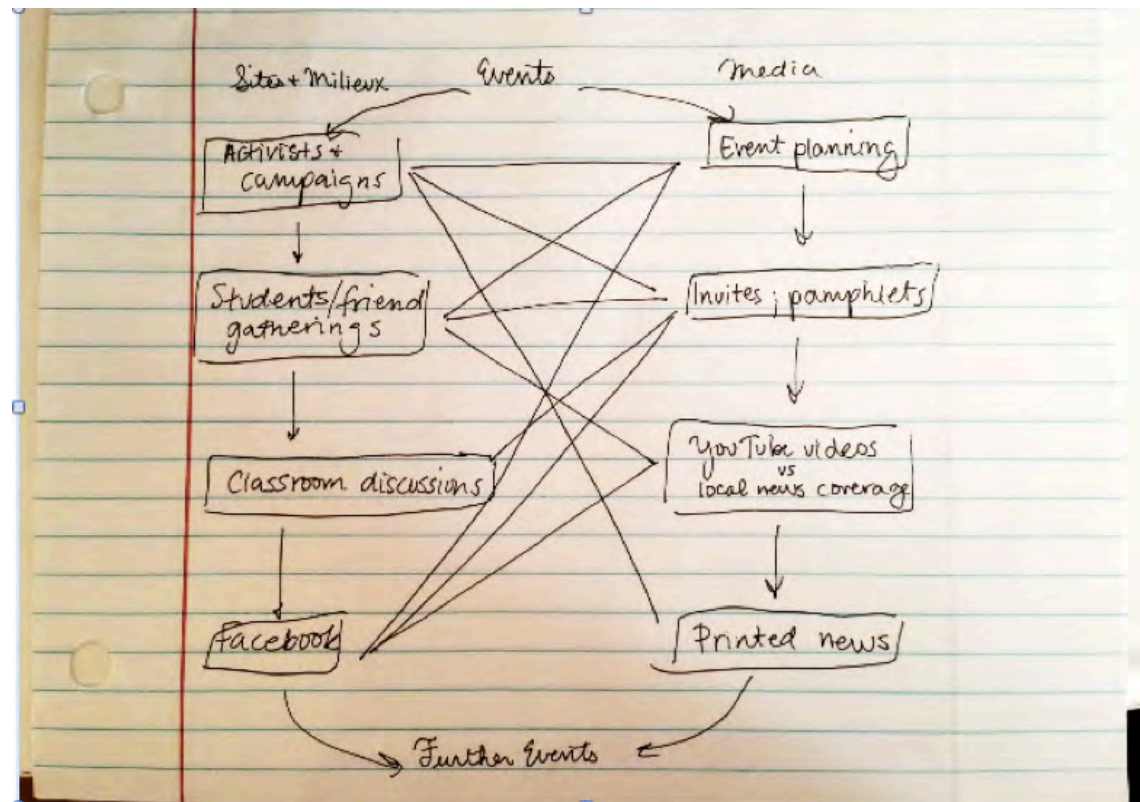 Sites + Milieux
Events
Media
Activists +
campaigns
Event planning
Students/friend
gatherings
Invites ; pamphlets
Classroom discussions
YouTube videos
vs
local news coverage
Facebook
Printed news
Further Events